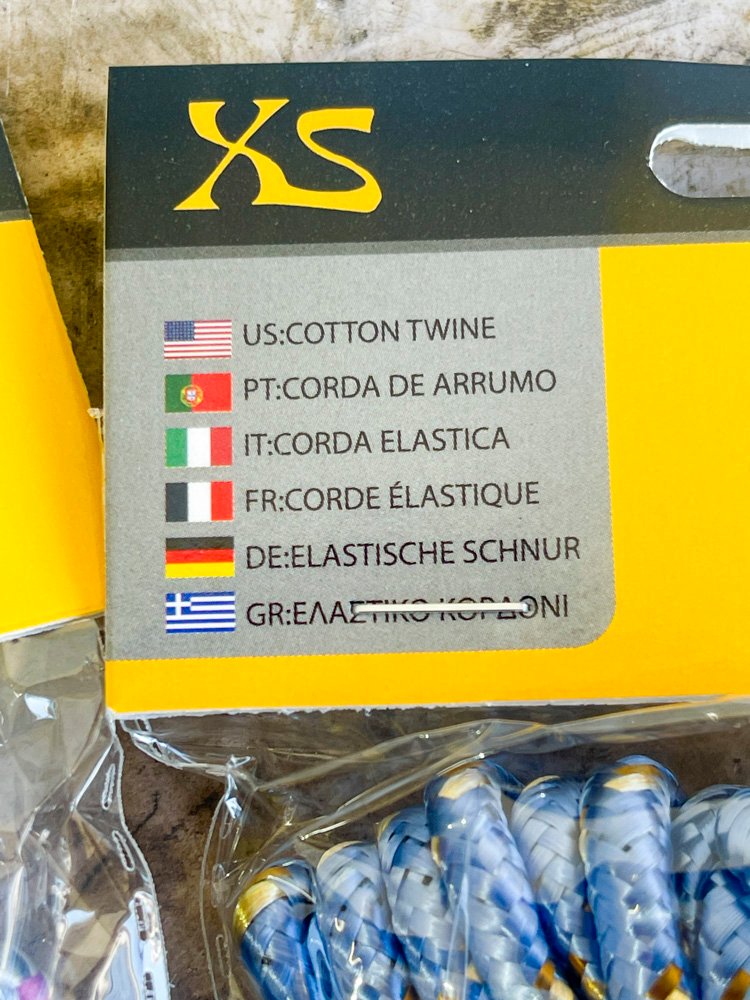 XS
US:COTTON TWINE
PT:CORDA DE ARRUMO
IT:CORDA ELASTICA
FR:CORDE ÉLASTIQUE
DE:ELASTISCHE SCHNUR
GR:ΕΛΑΣΤΙΚΟ ΚΟΡΔΟΝΙ